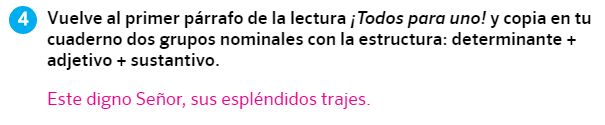 4 Vuelve al primer párrafo de la lectura ¡Todos para uno! y copia en tu
cuaderno dos grupos nominales con la estructura: determinante +
adjetivo + sustantivo.
Este digno Señor, sus espléndidos trajes.